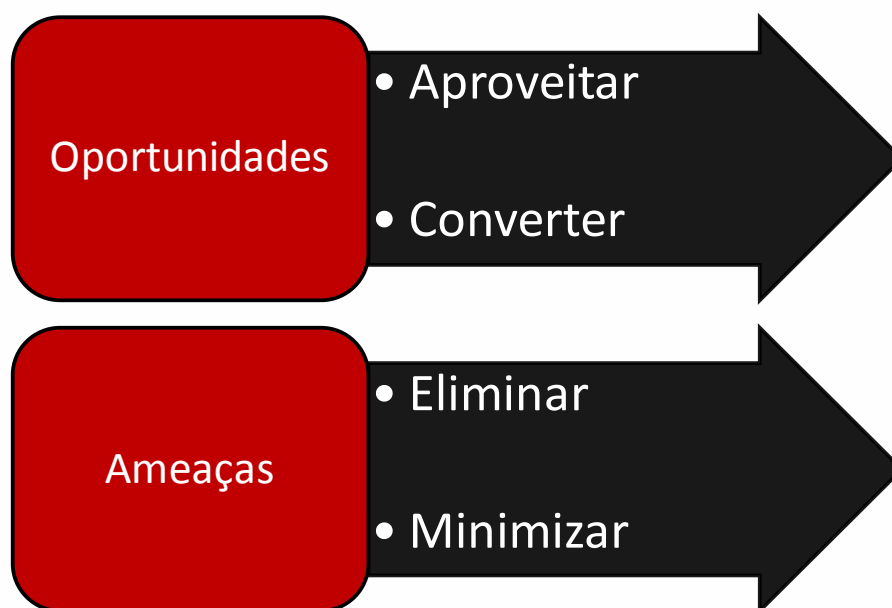 Oportunidades
• Aproveitar
• Converter
Ameaças
• Eliminar
• Minimizar